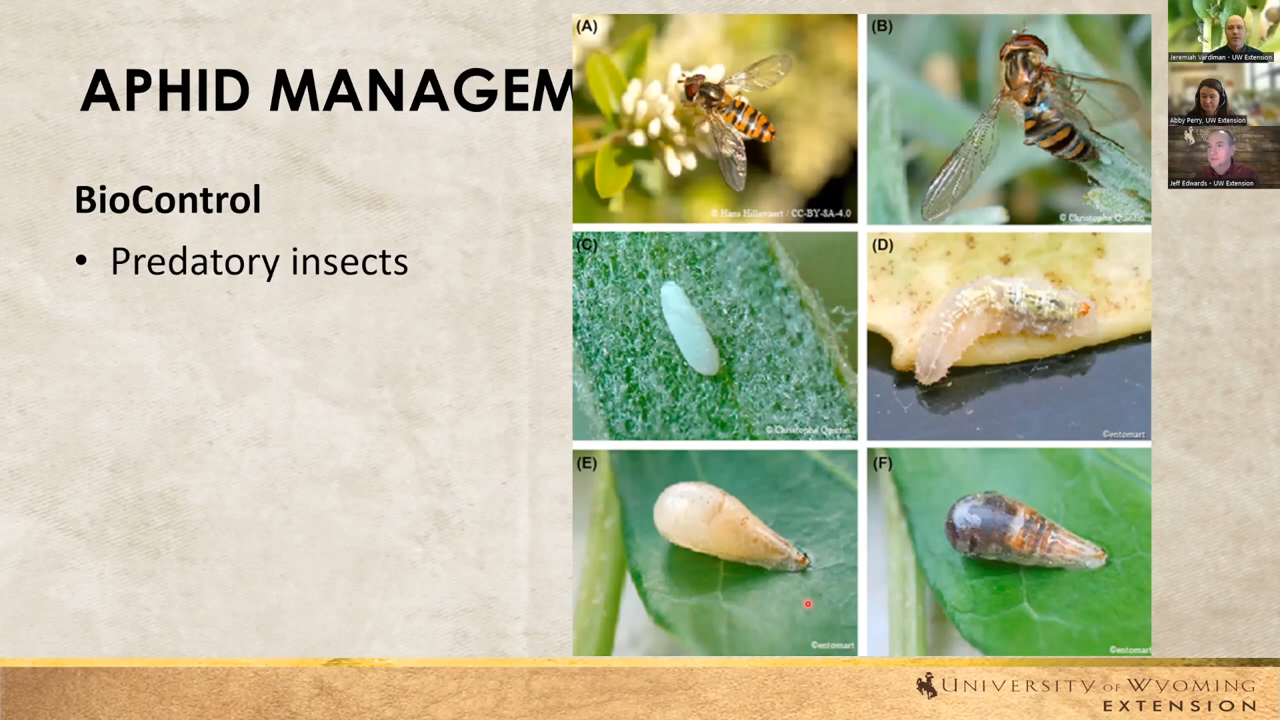 APHID MANAGEM
BioControl
• Predatory insects
(A)
© Hans Hillewaert / CC-BY-SA-4.0
(B)
© Christophe Quintin
(C)
© Christophe Quintin
(D)
©entomart
(E)
©entomart
(F)
©entomart
Jeremiah Vardiman - UW Extension
Abby Perry, UW Extension
Jeff Edwards - UW Extension
UNIVERSITY OF WYOMING
EXTENSION